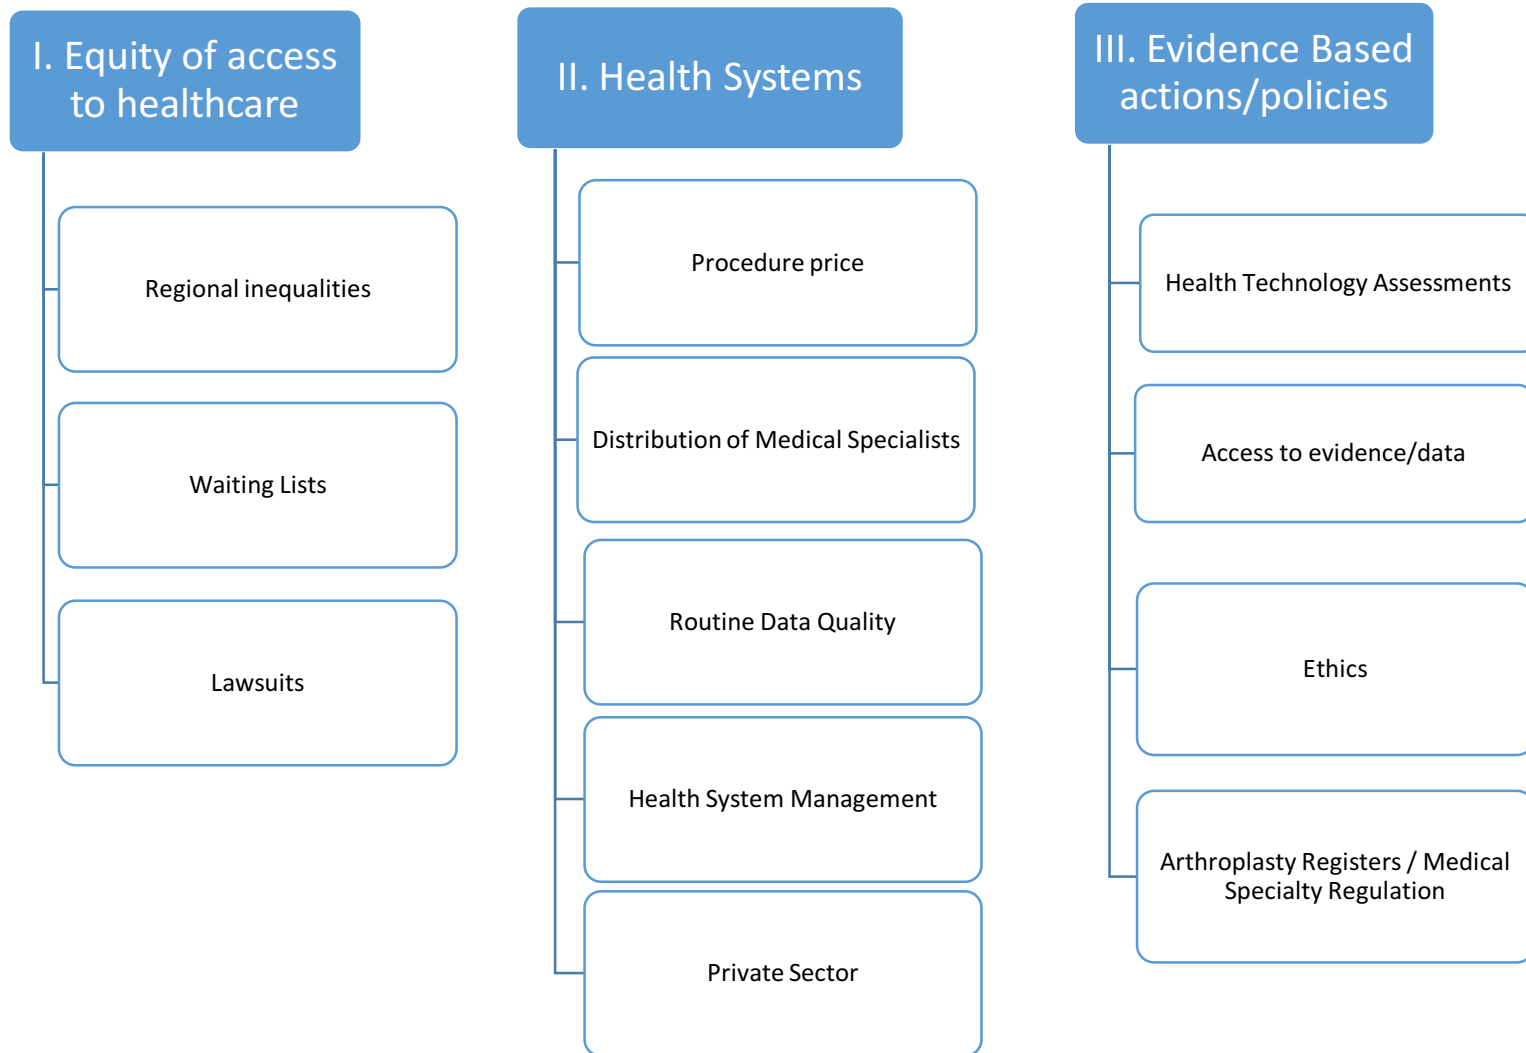 I. Equity of access
to healthcare
Regional inequalities
Waiting Lists
Lawsuits
II. Health Systems
Procedure price
Distribution of Medical Specialists
Routine Data Quality
Health System Management
Private Sector
III. Evidence Based
actions/policies
Health Technology Assessments
Access to evidence/data
Ethics
Arthroplasty Registers / Medical
Specialty Regulation